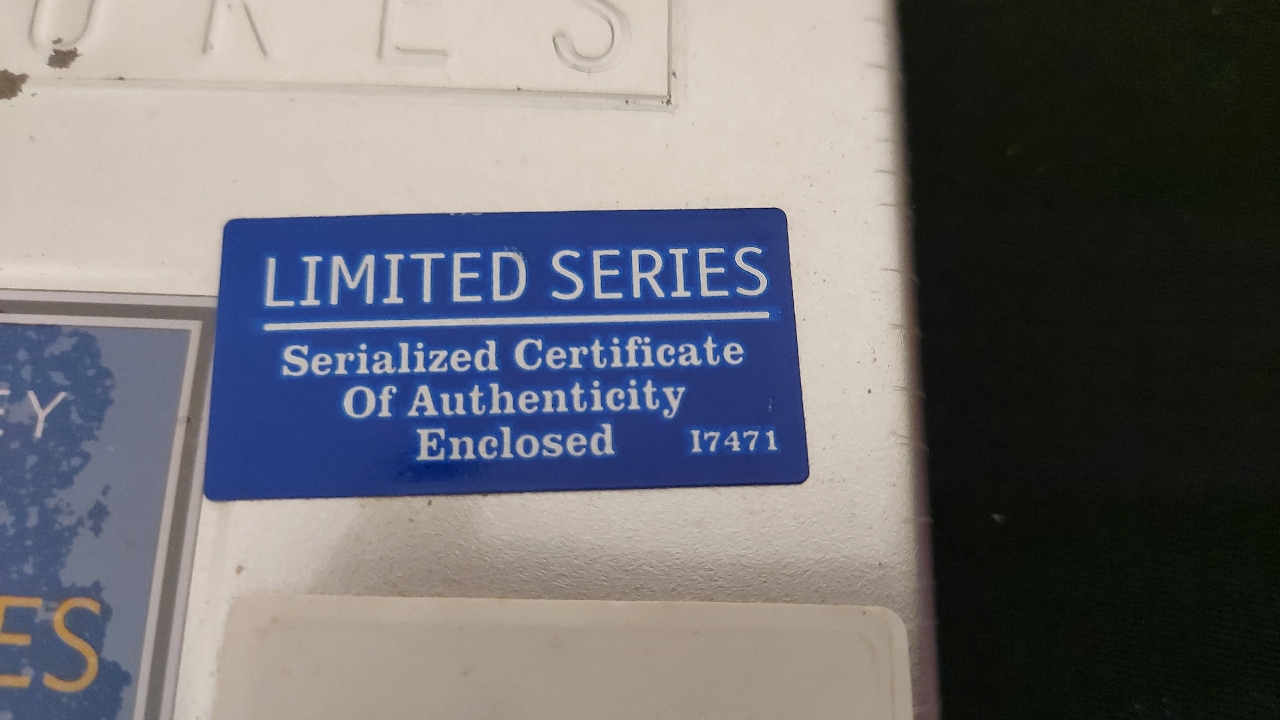 LIMITED SERIES
Serialized Certificate
Of Authenticity
Enclosed I7471